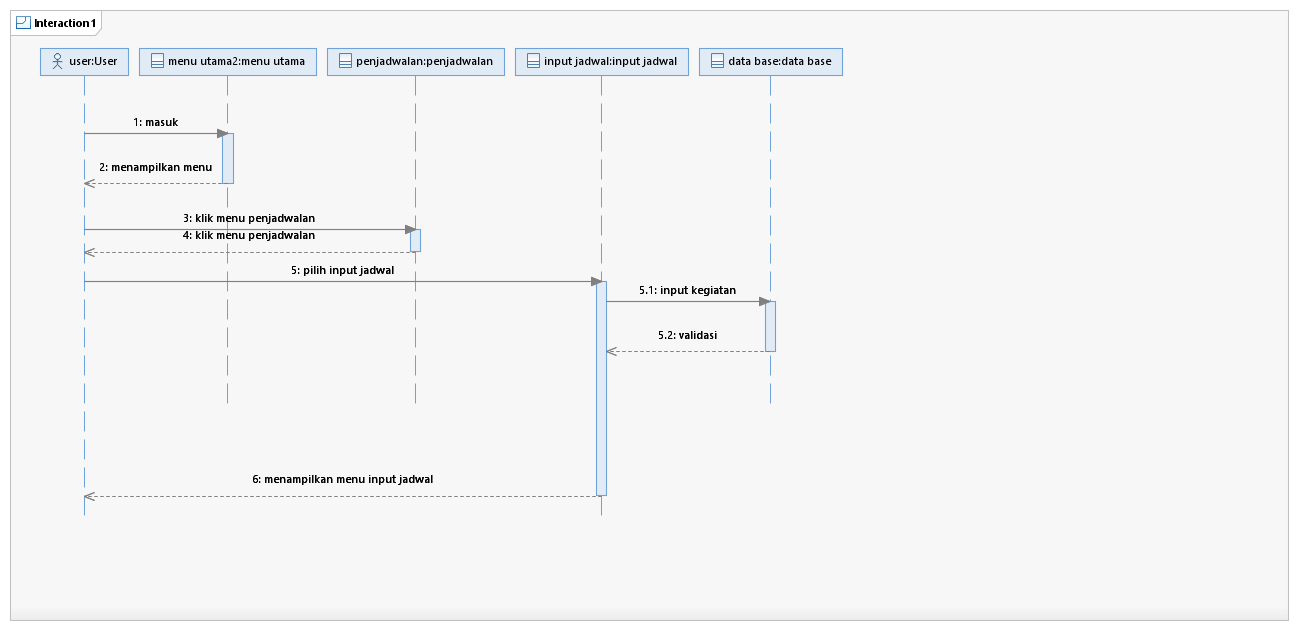 Interaction1
user:User
menu utama2:menu utama
penjadwalan:penjadwalan
input jadwal:input jadwal
data base:data base
1: masuk
2: menampilkan menu
3: klik menu penjadwalan
4: klik menu penjadwalan
5: pilih input jadwal
5.1: input kegiatan
5.2: validasi
6: menampilkan menu input jadwal